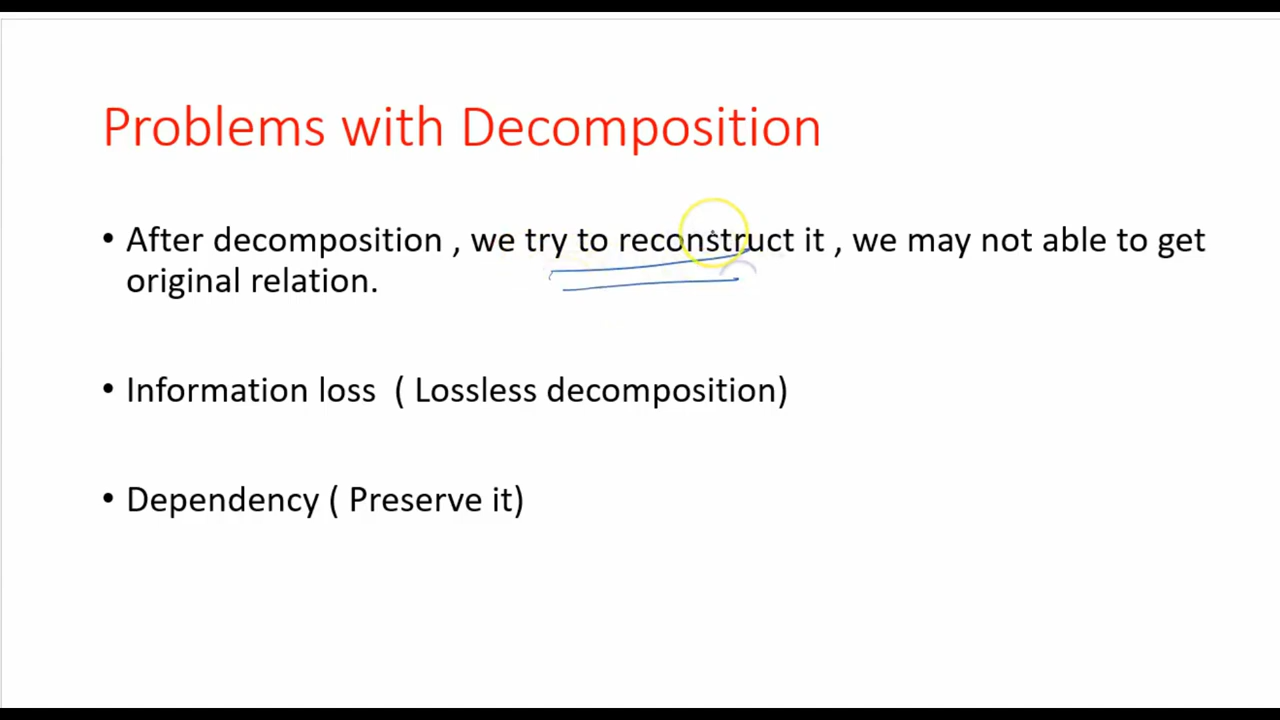 Problems with Decomposition
• After decomposition , we try to reconstruct it , we may not able to get
original relation.
• Information loss ( Lossless decomposition)
• Dependency ( Preserve it)